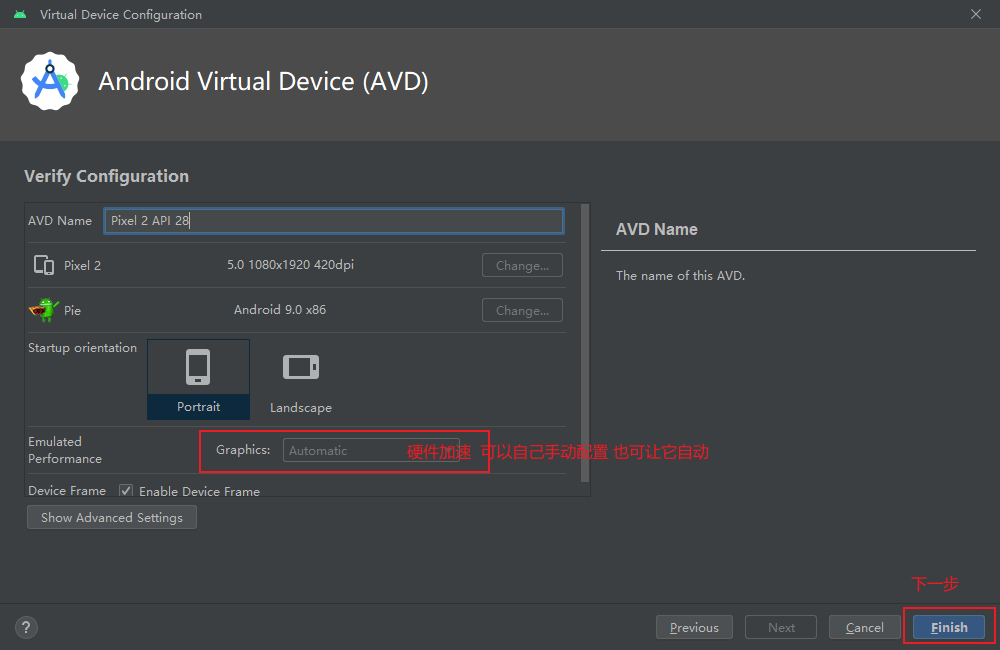 Virtual Device Configuration
Android Virtual Device (AVD)
Verify Configuration
AVD Name Pixel 2 API 28
Pixel 2 5.0 1080x1920 420dpi Change...
Pie Android 9.0 x86 Change...
Startup orientation
Portrait
Landscape
Emulated
Performance
Graphics: Automatic 硬件加速 可以自己手动配置 也可让它自动
Device Frame Enable Device Frame
Show Advanced Settings
AVD Name
The name of this AVD.
下一步
? Previous Next Cancel Finish